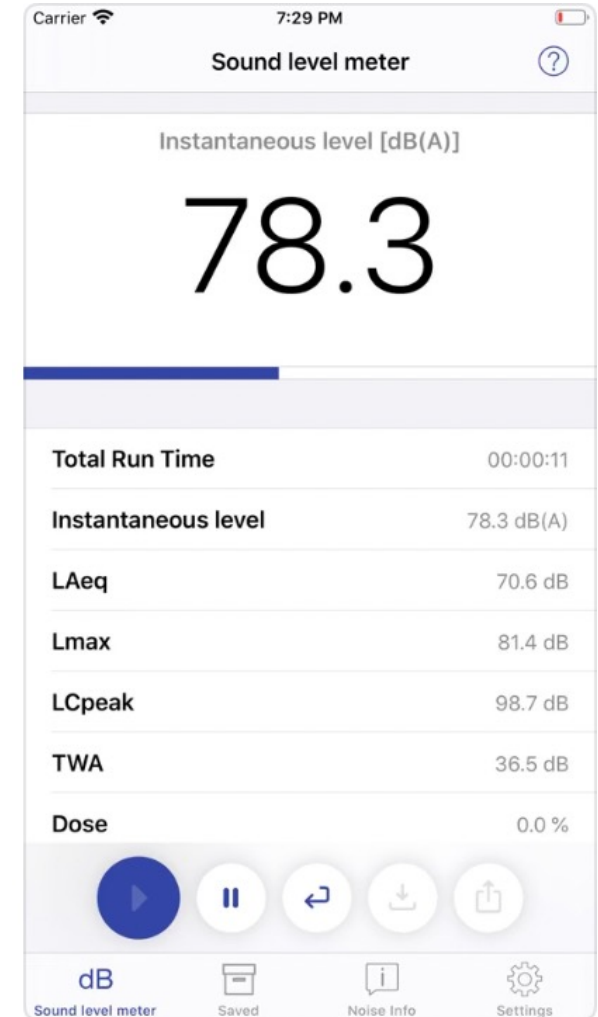 Carrier 7:29 PM
Sound level meter ?
Instantaneous level [dB(A)]
78.3
Total Run Time 00:00:11
Instantaneous level 78.3 dB(A)
LAeq 70.6 dB
Lmax 81.4 dB
LCpeak 98.7 dB
TWA 36.5 dB
Dose 0.0 %
dB i
Sound level meter Saved Noise Info Settings